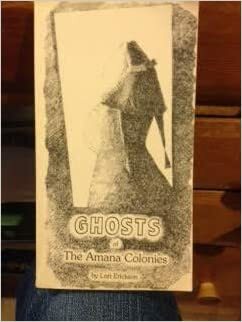 GHOSTS
of
The Amana Colonies
by Lori Erickson